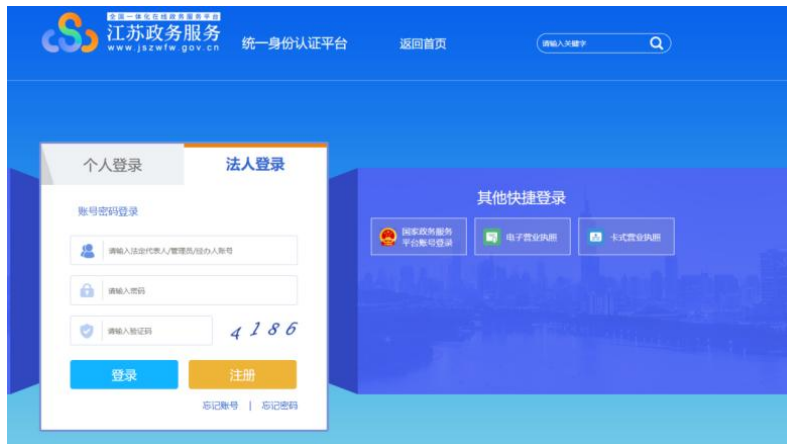 全国一体化在线政务服务平台
江苏政务服务
www.jszwfw.gov.cn
统一身份认证平台
返回首页
请输入关键字
个人登录
法人登录
账号密码登录
请输入法定代表人/管理员/经办人账号
请输入密码
请输入验证码
4186
登录
注册
忘记账号 | 忘记密码
其他快捷登录
国家政务服务
平台账号登录
电子营业执照
卡式营业执照